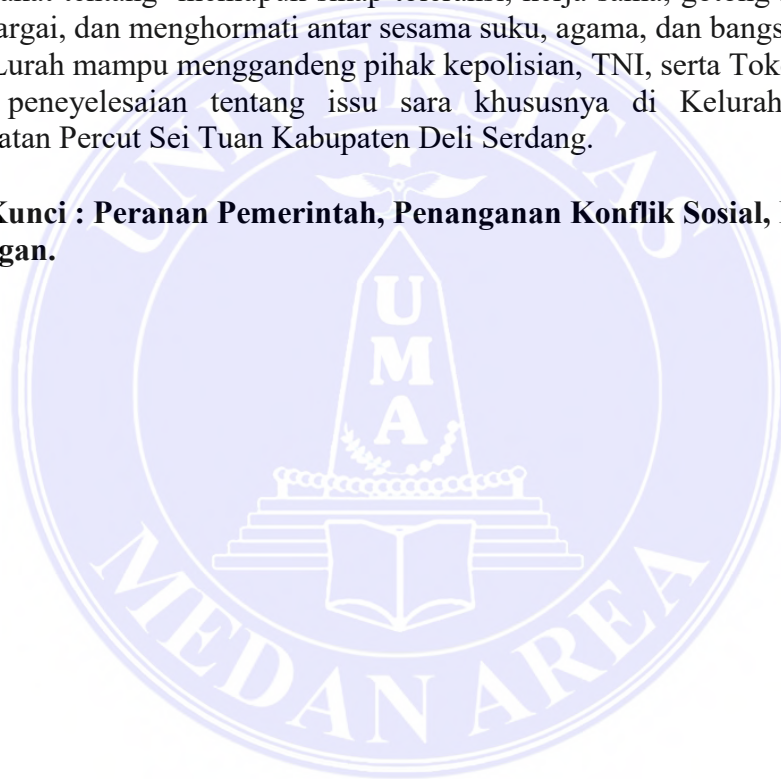 tentang
argai, dan menghormati antar sesama suku, agama, dan bangs
Lurah mampu menggandeng pihak kepolisian, TNI, serta Tok
peneyelesaian tentang issu sara khususnya di Kelurah
atan Percut Sei Tuan Kabupaten Deli Serdang.
Kunci : Peranan Pemerintah, Penanganan Konflik Sosial,
gan.
UNIVERSITAS
U
M
A
MEDAN AREA